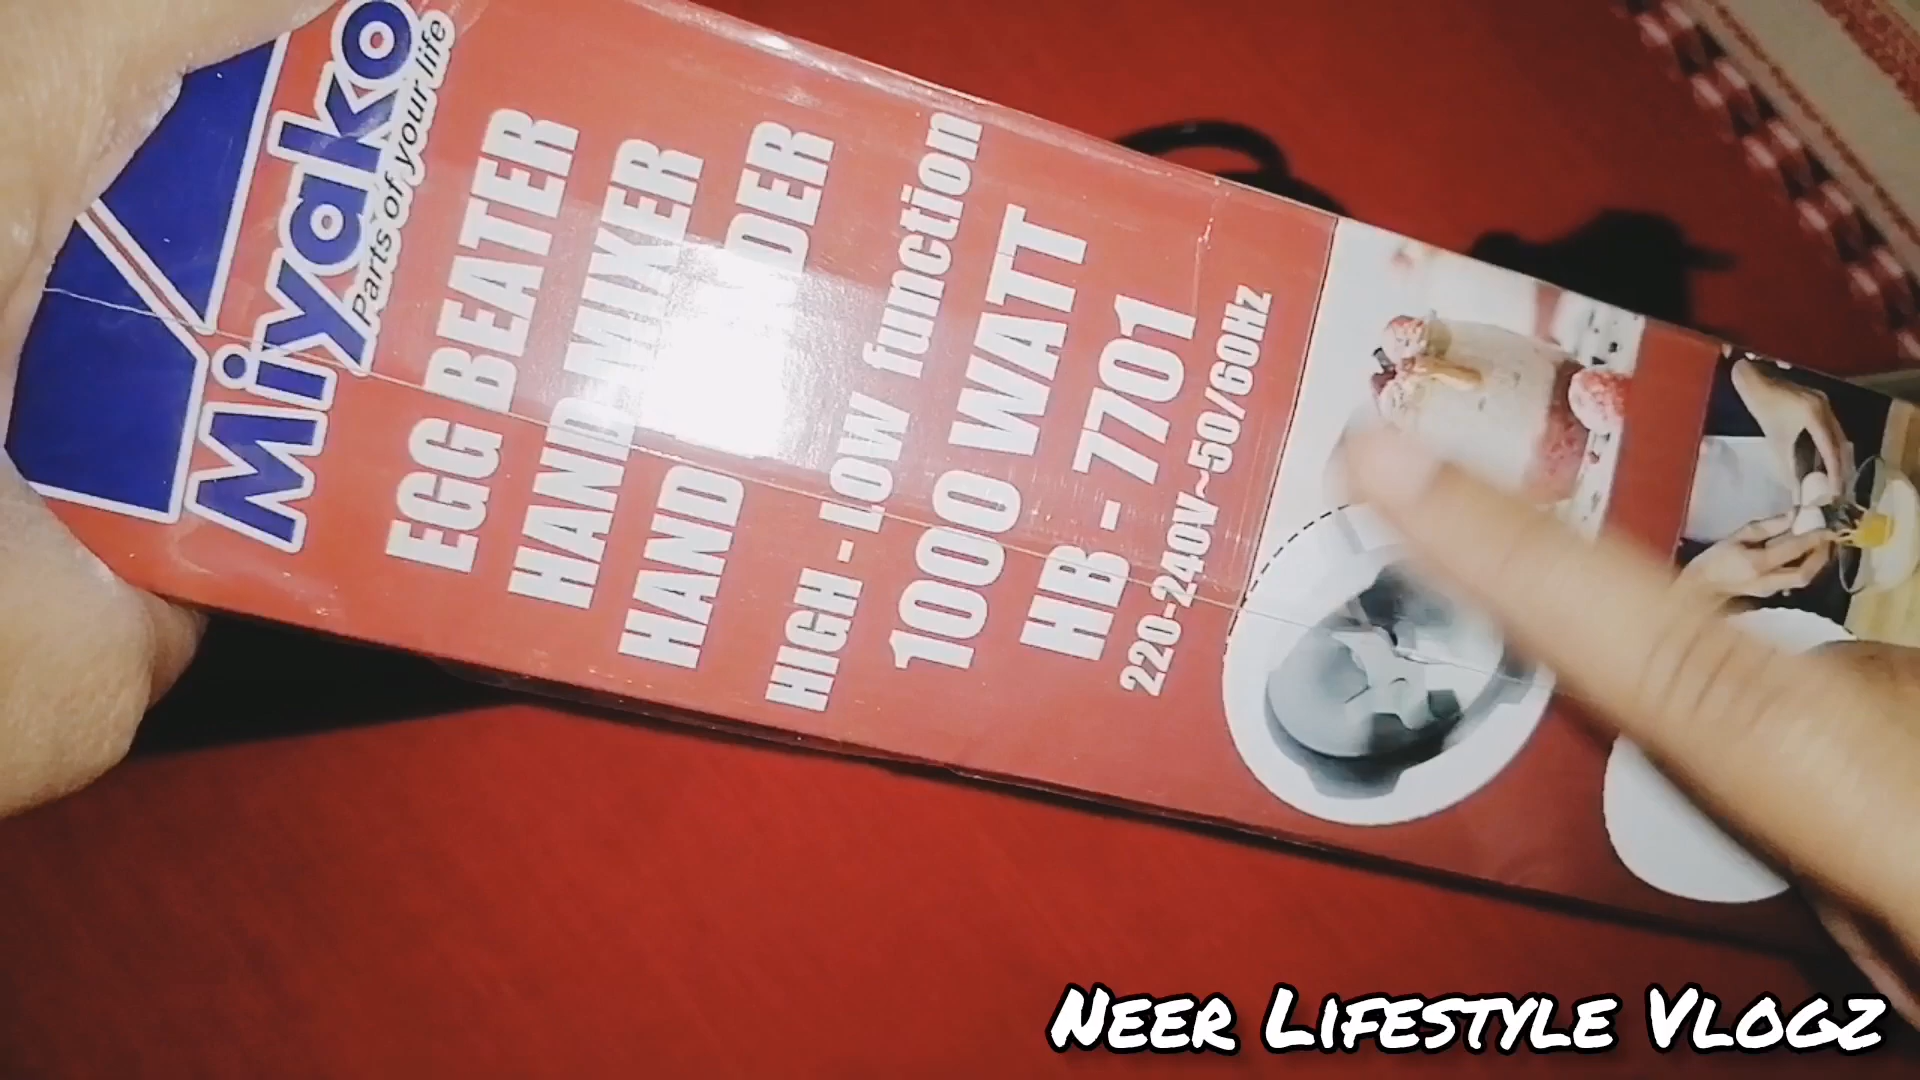 Miyako
Parts of your life
EGG BEATER
HAND MIXER
HAND
HIGH - LOW function
1000 WATT
HB - 7701
220-240V~50/60Hz
NEER LIFESTYLE VLOGZ